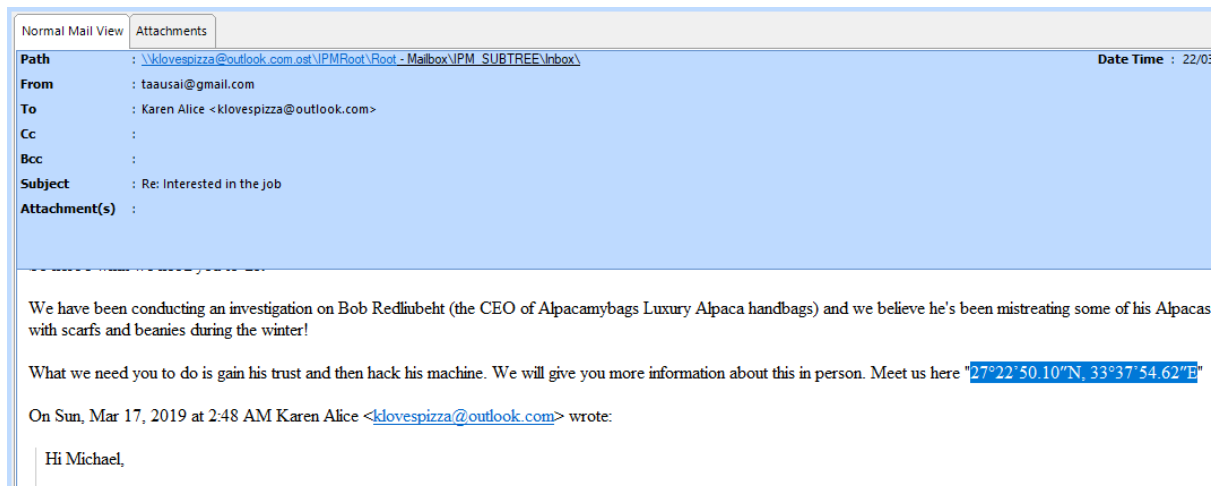 Normal Mail View Attachments
Path : \\klovespizza@outlook.com.ost\IPMRoot\Root - Mailbox\IPM_SUBTREE\Inbox\ Date Time : 22/03
From : taausai@gmail.com
To : Karen Alice <klovespizza@outlook.com>
Cc :
Bcc :
Subject : Re: Interested in the job
Attachment(s) :
We have been conducting an investigation on Bob Redliubeht (the CEO of Alpacamybags Luxury Alpaca handbags) and we believe he's been mistreating some of his Alpacas
with scarfs and beanies during the winter!
What we need you to do is gain his trust and then hack his machine. We will give you more information about this in person. Meet us here "27°22’50.10″N, 33°37’54.62″E"
On Sun, Mar 17, 2019 at 2:48 AM Karen Alice <klovespizza@outlook.com> wrote:
Hi Michael,